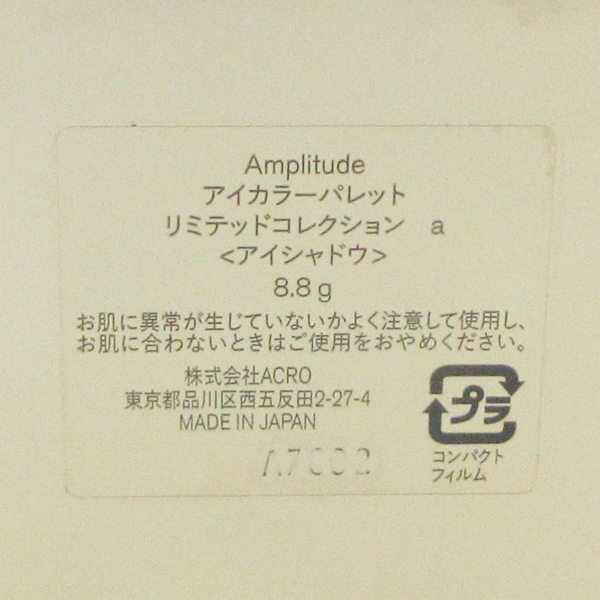 Amplitude
アイカラーパレット
リミテッドコレクション a
<アイシャドウ>
8.8 g
お肌に異常が生じていないかよく注意して使用し、
お肌に合わないときはご使用をおやめください。
株式会社ACRO
東京都品川区西五反田2-27-4
MADE IN JAPAN
プラ
コンパクト
フィルム